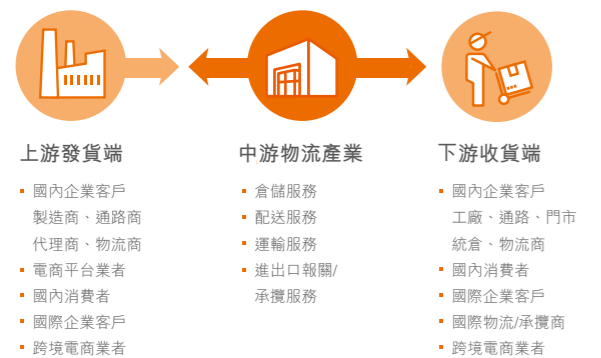 上游發貨端
國內企業客戶
製造商、通路商
代理商、物流商
電商平台業者
國內消費者
國際企業客戶
跨境電商業者
中游物流產業
倉儲服務
配送服務
運輸服務
進出口報關/
承攬服務
下游收貨端
國內企業客戶
工廠、通路、門市
統倉、物流商
國內消費者
國際企業客戶
國際物流/承攬商
跨境電商業者